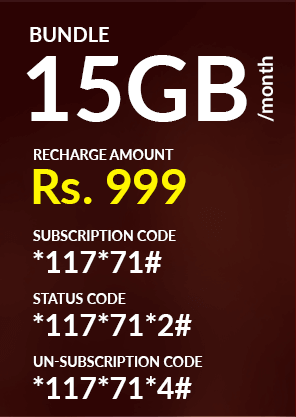 BUNDLE
15GB /month
RECHARGE AMOUNT
Rs. 999
SUBSCRIPTION CODE
*117*71#
STATUS CODE
*117*71*2#
UN-SUBSCRIPTION CODE
*117*71*4#